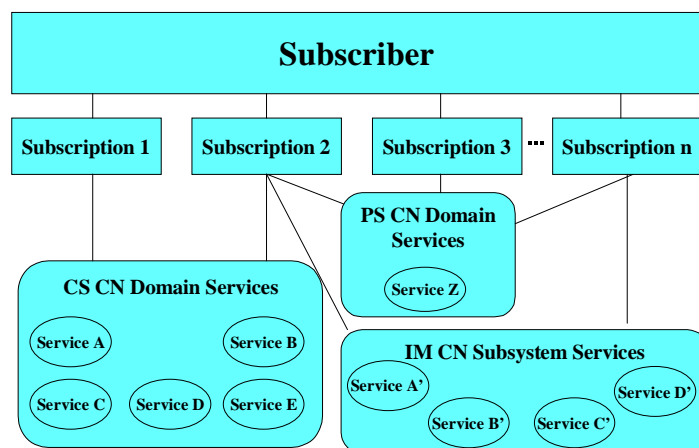 Subscriber
Subscription 1
Subscription 2
Subscription 3
...
Subscription n
PS CN Domain
Services
Service Z
CS CN Domain Services
Service A
Service B
Service C
Service D
Service E
IM CN Subsystem Services
Service A’
Service B’
Service C’
Service D’